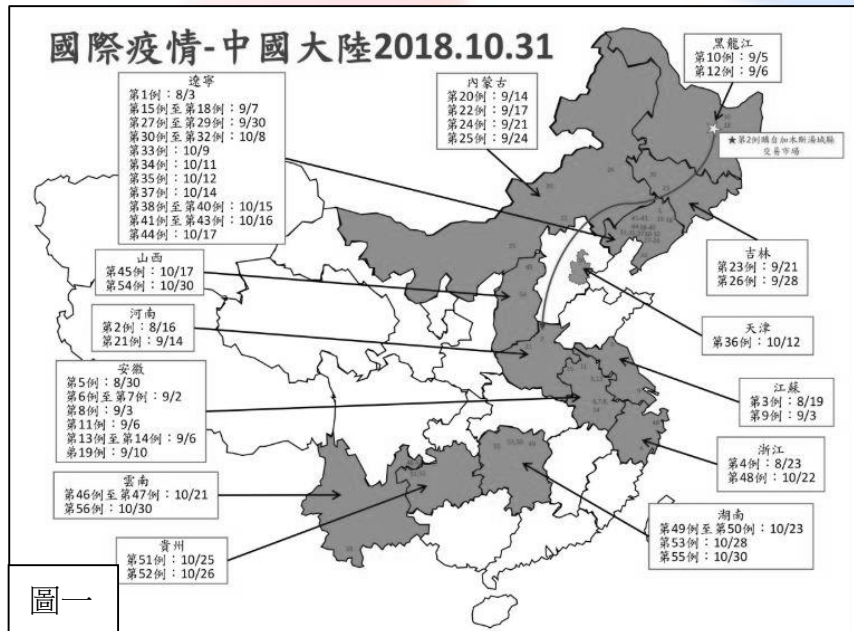 國際疫情-中國大陸2018.10.31
黑龍江
第10例：9/5
第12例：9/6
遼寧
第1例：8/3
第15例至第18例：9/7
第27例至第29例：9/30
第30例至第32例：10/8
第33例：10/9
第34例：10/11
第35例：10/12
第37例：10/14
第38例至第40例：10/15
第41例至第43例：10/16
第44例：10/17
內蒙古
第20例：9/14
第22例：9/17
第24例：9/21
第25例：9/24
★第2例購自加木斯湯城縣
交易市場
吉林
第23例：9/21
第26例：9/28
山西
第45例：10/17
第54例：10/30
天津
第36例：10/12
河南
第2例：8/16
第21例：9/14
安徽
第5例：8/30
第6例至第7例：9/2
第8例：9/3
第11例：9/6
第13例至第14例：9/6
第19例：9/10
江蘇
第3例：8/19
第9例：9/3
浙江
第4例：8/23
第48例：10/22
雲南
第46例至第47例：10/21
第56例：10/30
湖南
第49例至第50例：10/23
第53例：10/28
第55例：10/30
貴州
第51例：10/25
第52例：10/26
圖一